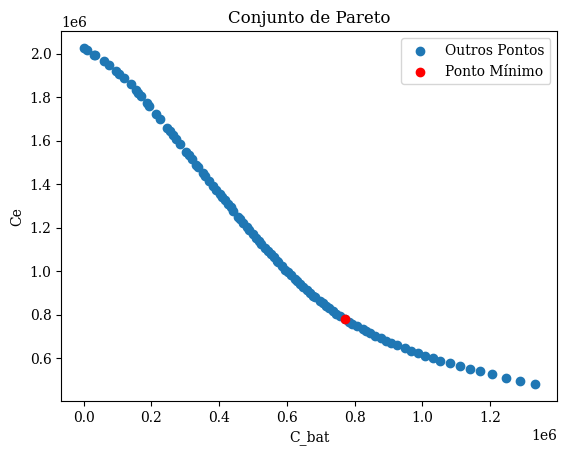 Conjunto de Pareto
1e6
Outros Pontos
Ponto Mínimo
2.0
1.8
1.6
1.4
1.2
1.0
0.8
0.6
Ce
0.0 0.2 0.4 0.6 0.8 1.0 1.2
C_bat
1e6